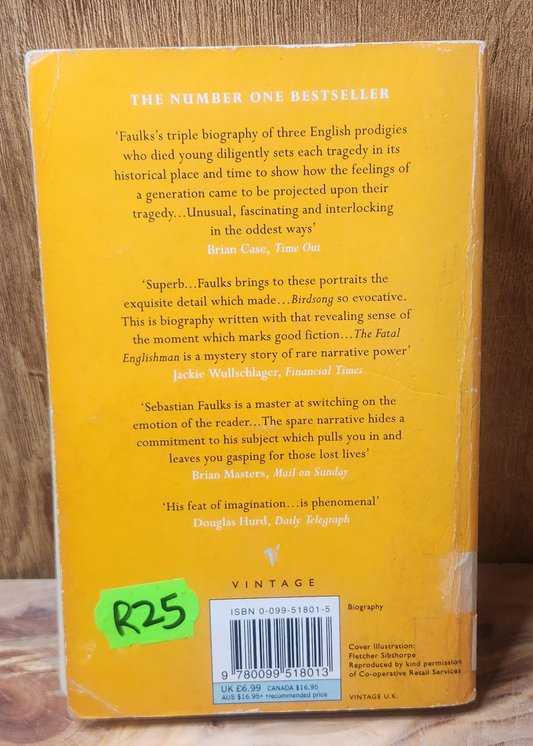 THE NUMBER ONE BESTSELLER
‘Faulks’s triple biography of three English prodigies
who died young diligently sets each tragedy in its
historical place and time to show how the feelings of
a generation came to be projected upon their
tragedy...Unusual, fascinating and interlocking
in the oddest ways’
Brian Case, Time Out
‘Superb...Faulks brings to these portraits the
exquisite detail which made...Birdsong so evocative.
This is biography written with that revealing sense of
the moment which marks good fiction...The Fatal
Englishman is a mystery story of rare narrative power’
Jackie Wullschlager, Financial Times
‘Sebastian Faulks is a master at switching on the
emotion of the reader...The spare narrative hides a
commitment to his subject which pulls you in and
leaves you gasping for those lost lives’
Brian Masters, Mail on Sunday
‘His feat of imagination...is phenomenal’
Douglas Hurd, Daily Telegraph
VINTAGE
R25
ISBN 0-099-51801-5
9 780099 518013
UK £6.99 CANADA $16.95
AUS $16.95* *recommended price
Biography
Cover Illustration:
Fletcher Sibthorpe
Reproduced by kind permission
of Co-operative Retail Services
VINTAGE U.K.